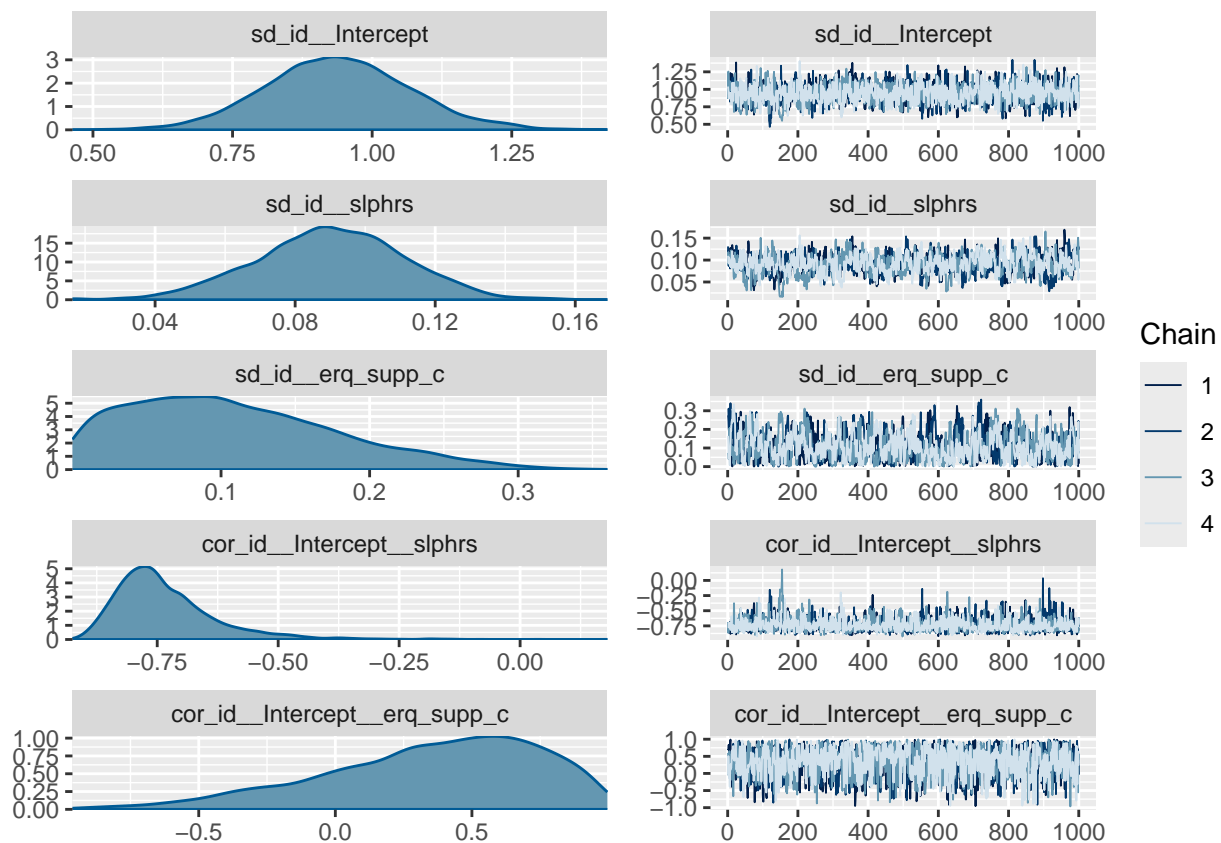 sd_id__Intercept
3
2
1
0
0.50 0.75 1.00 1.25
sd_id__Intercept
1.25
1.00
0.75
0.50
0 200 400 600 800 1000
sd_id__slphrs
15
10
5
0
0.04 0.08 0.12 0.16
sd_id__slphrs
0.15
0.10
0.05
0 200 400 600 800 1000
sd_id__erq_supp_c
5
4
3
2
1
0
0.1 0.2 0.3
sd_id__erq_supp_c
0.3
0.2
0.1
0.0
0 200 400 600 800 1000
cor_id__Intercept__slphrs
5
4
3
2
1
0
−0.75 −0.50 −0.25 0.00
cor_id__Intercept__slphrs
0.00
−0.50
−0.75
0 200 400 600 800 1000
cor_id__Intercept__erq_supp_c
1.00
0.75
0.50
0.25
0.00
−0.5 0.0 0.5
cor_id__Intercept__erq_supp_c
1.0
0.5
0.0
−0.5
−1.0
0 200 400 600 800 1000
Chain
1
2
3
4